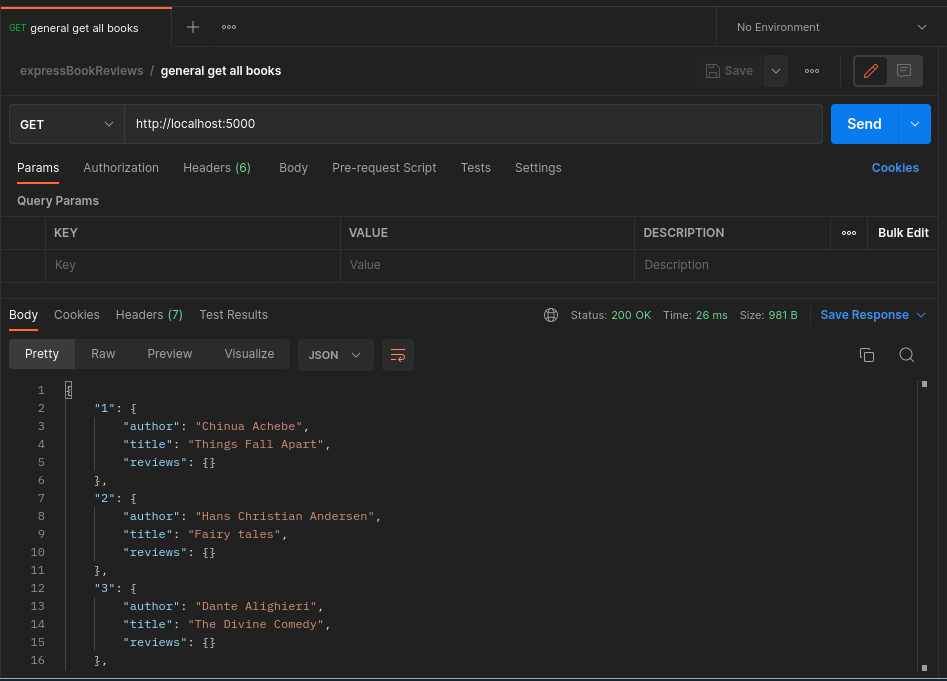 GET general get all books
No Environment
expressBookReviews / general get all books
Save
GET http://localhost:5000 Send
Params Authorization Headers (6) Body Pre-request Script Tests Settings Cookies
Query Params
KEY VALUE DESCRIPTION Bulk Edit
Key Value Description
Body Cookies Headers (7) Test Results Status: 200 OK Time: 26 ms Size: 981 B Save Response
Pretty Raw Preview Visualize JSON
1 {
2 "1": {
3 "author": "Chinua Achebe",
4 "title": "Things Fall Apart",
5 "reviews": {}
6 },
7 "2": {
8 "author": "Hans Christian Andersen",
9 "title": "Fairy tales",
10 "reviews": {}
11 },
12 "3": {
13 "author": "Dante Alighieri",
14 "title": "The Divine Comedy",
15 "reviews": {}
16 },